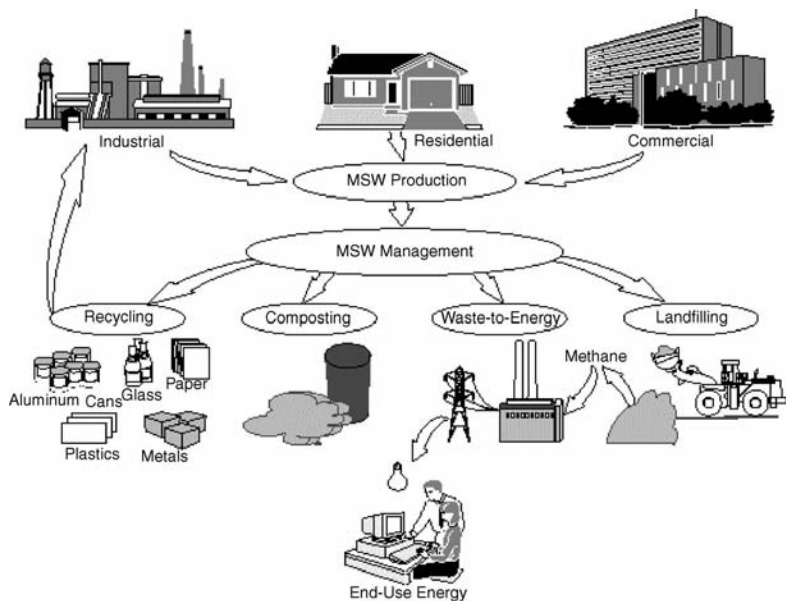 Industrial
Residential
Commercial
MSW Production
MSW Management
Recycling
Composting
Waste-to-Energy
Landfilling
Methane
Aluminum Cans
Glass
Paper
Plastics
Metals
End-Use Energy